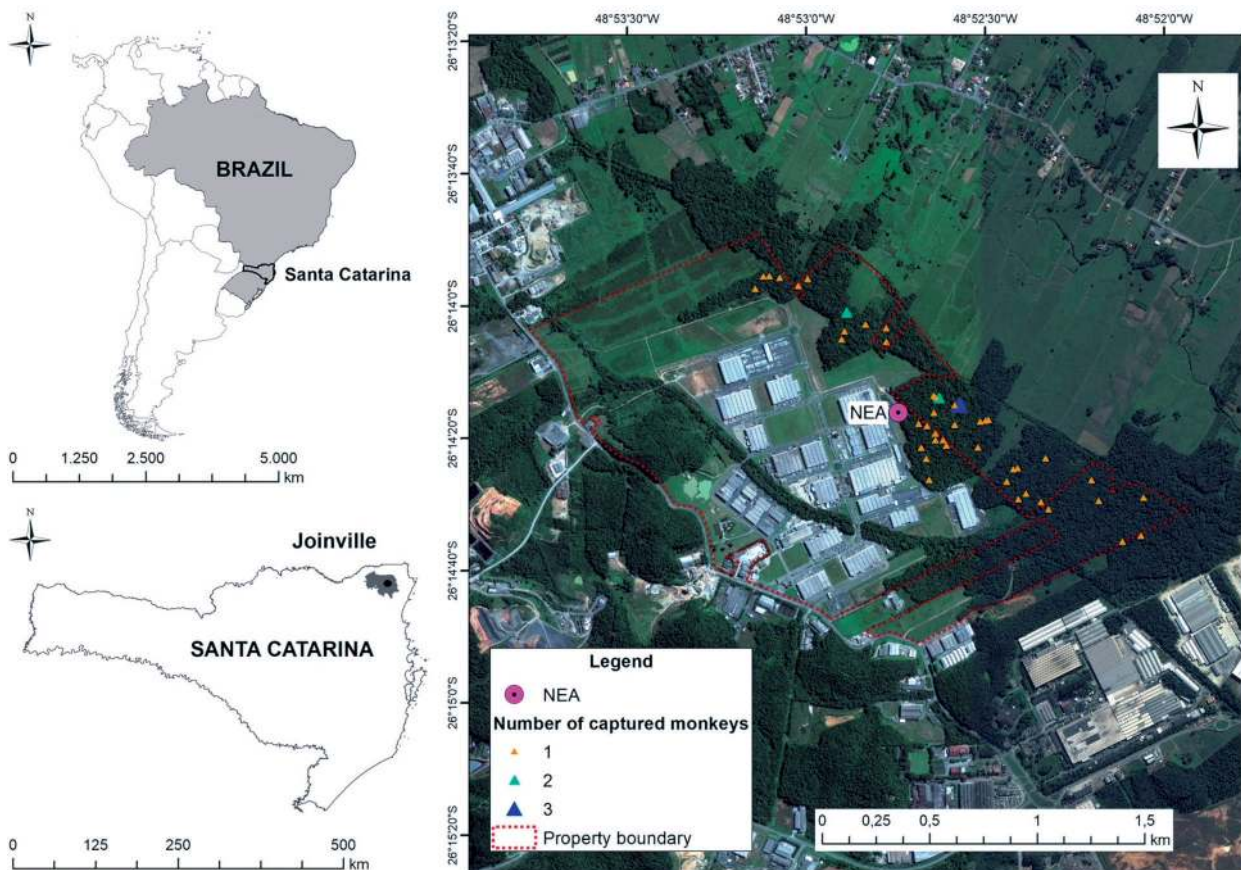 N
BRAZIL
Santa Catarina
0 1.250 2.500 5.000
km
N
Joinville
SANTA CATARINA
0 125 250 500
km
48°53'30"W 48°53'0"W 48°52'30"W 48°52'0"W
26°13'20"S
26°13'40"S
26°14'0"S
26°14'20"S
26°14'40"S
26°15'0"S
26°15'20"S
N
NEA
Legend
NEA
Number of captured monkeys
1
2
3
Property boundary
0 0,25 0,5 1 1,5
km